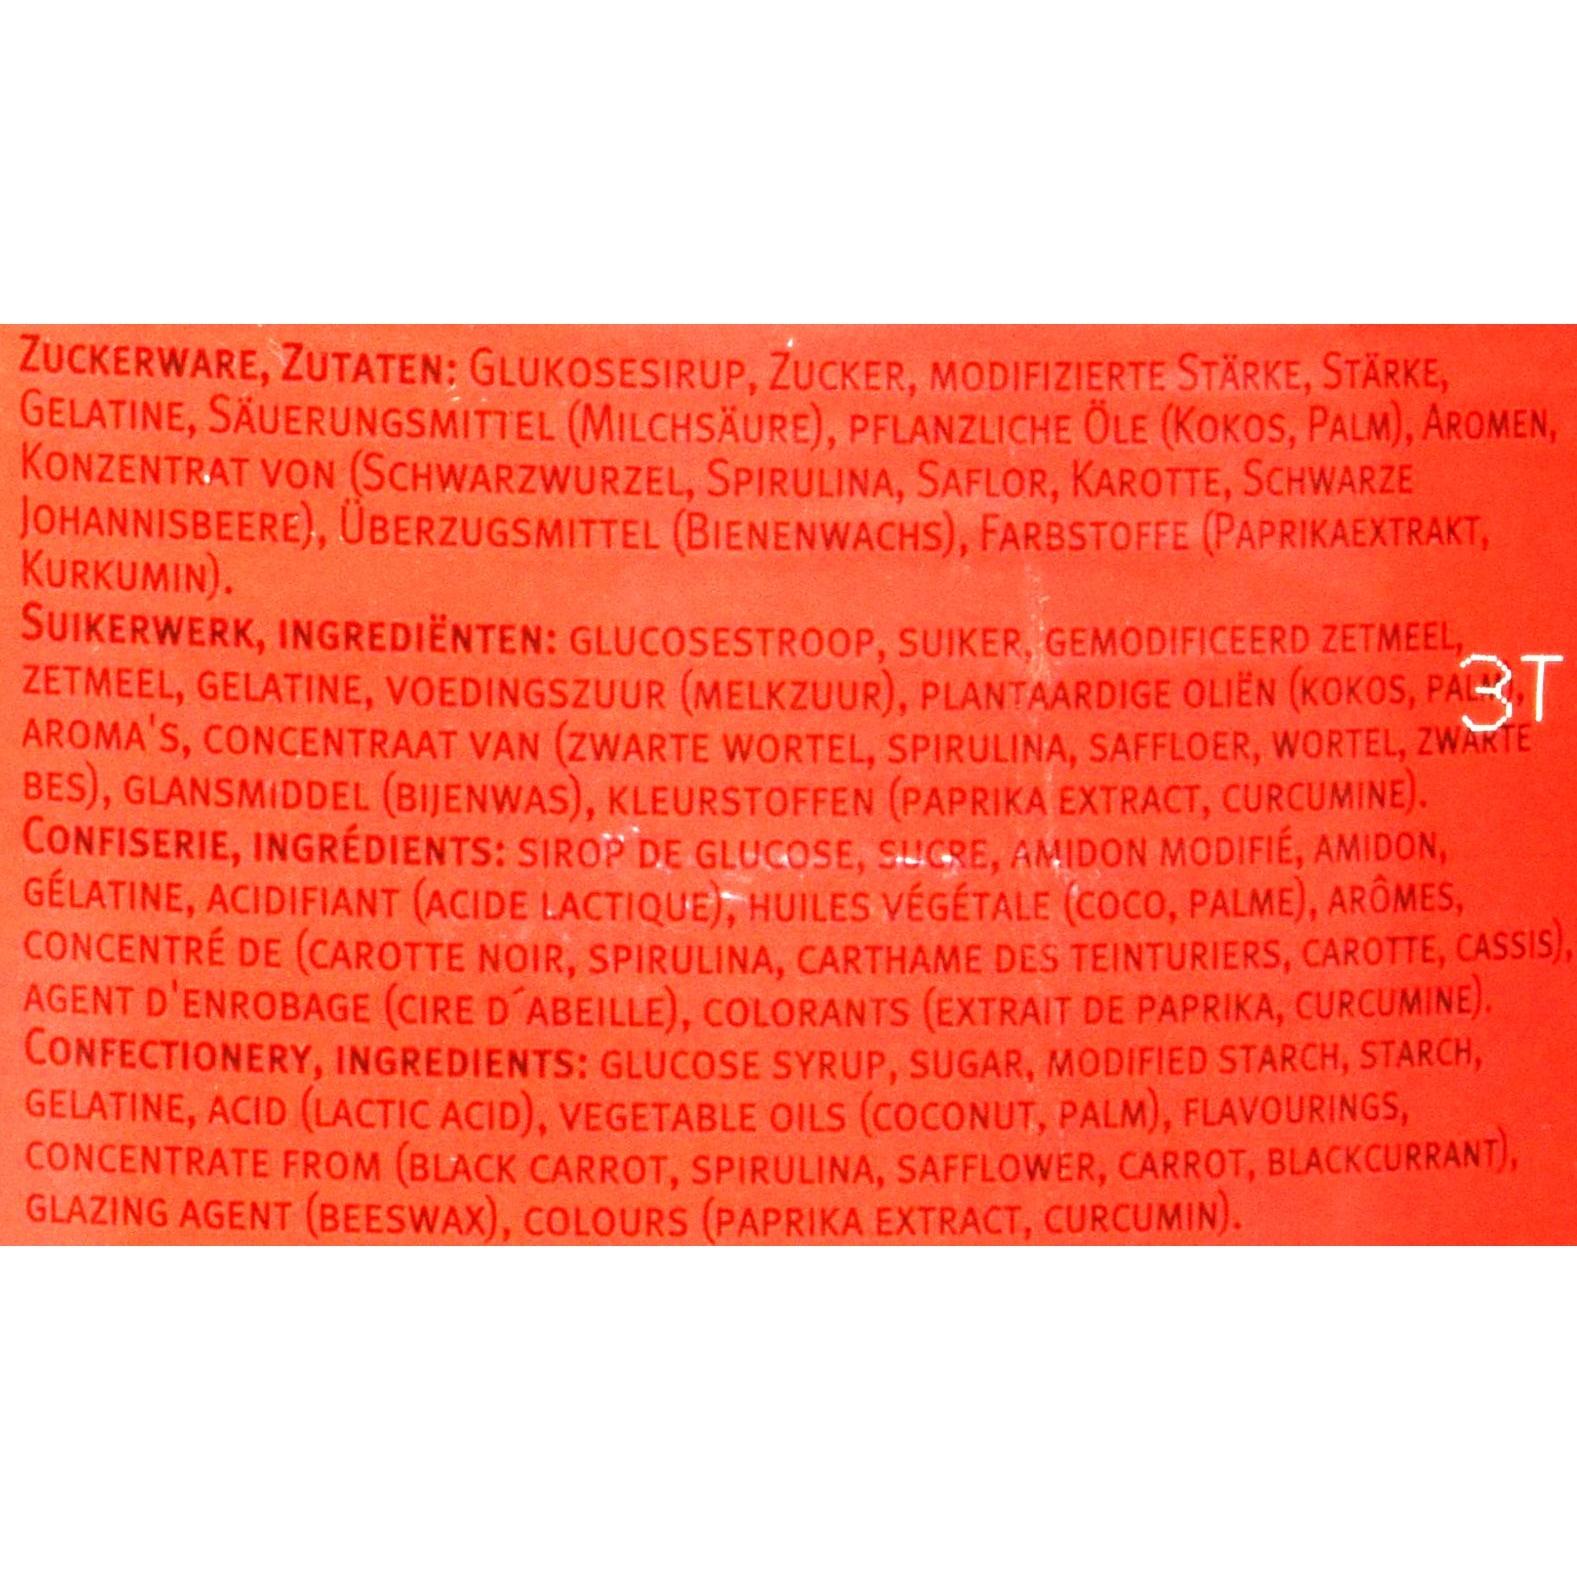 Zuckerware, Zutaten: Glukosesirup, Zucker, modifizierte Stärke, Stärke,
Gelatine, Säuerungsmittel (Milchsäure), pflanzliche Öle (Kokos, Palm), Aromen,
Konzentrat von (Schwarzwurzel, Spirulina, Saflor, Karotte, Schwarze
Johannisbeere), Überzugsmittel (Bienenwachs), Farbstoffe (Paprikaextrakt,
Kurkumin).
Suikerwerk, ingrediënten: glucosestroop, suiker, gemodificeerd zetmeel,
zetmeel, gelatine, voedingszuur (melkzuur), plantaardige oliën (kokos, palm),
3T
aroma's, concentraat van (zwarte wortel, spirulina, saffloer, wortel, zwarte
bes), glansmiddel (bijenwas), kleurstoffen (paprika extract, curcumine).
Confiserie, ingrédients: sirop de glucose, sucre, amidon modifié, amidon,
gélatine, acidifiant (acide lactique), huiles végétale (coco, palme), arômes,
concentré de (carotte noir, spirulina, carthame des teinturiers, carotte, cassis),
agent d'enrobage (cire d´abeille), colorants (extrait de paprika, curcumine).
Confectionery, ingredients: glucose syrup, sugar, modified starch, starch,
gelatine, acid (lactic acid), vegetable oils (coconut, palm), flavourings,
concentrate from (black carrot, spirulina, safflower, carrot, blackcurrant),
glazing agent (beeswax), colours (paprika extract, curcumin).